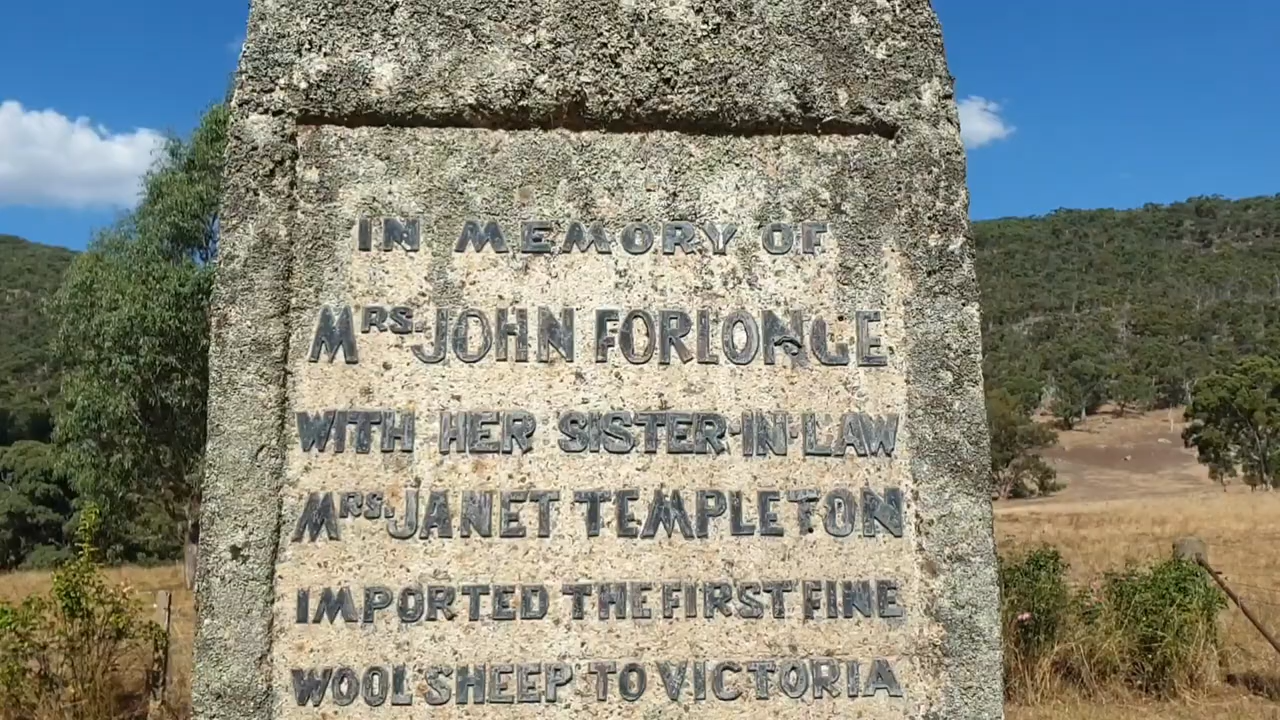 IN MEMORY OF
MRS. JOHN FORLONGE
WITH HER SISTER-IN-LAW
MRS. JANET TEMPLETON
IMPORTED THE FIRST FINE
WOOL SHEEP TO VICTORIA